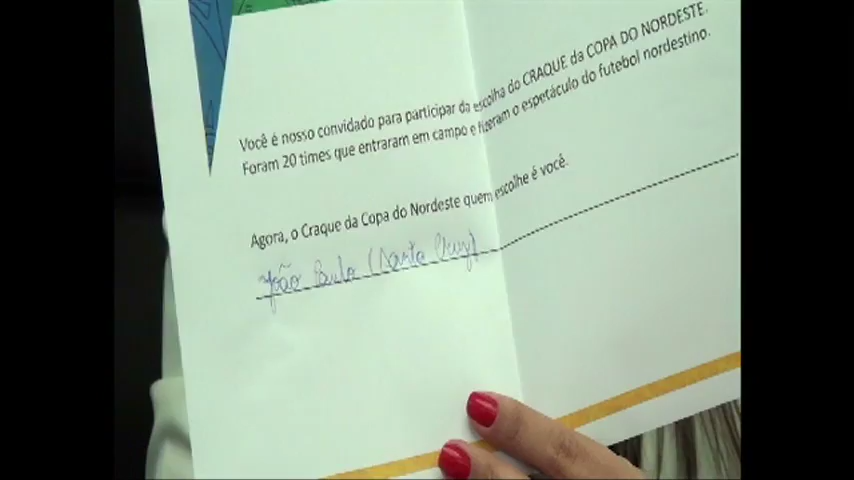 Você é nosso convidado para participar da escolha do CRAQUE da COPA DO NORDESTE.
Foram 20 times que entraram em campo e fizeram o espetáculo do futebol nordestino.
Agora, o Craque da Copa do Nordeste quem escolhe é você.
João Paulo (Santa Cruz)